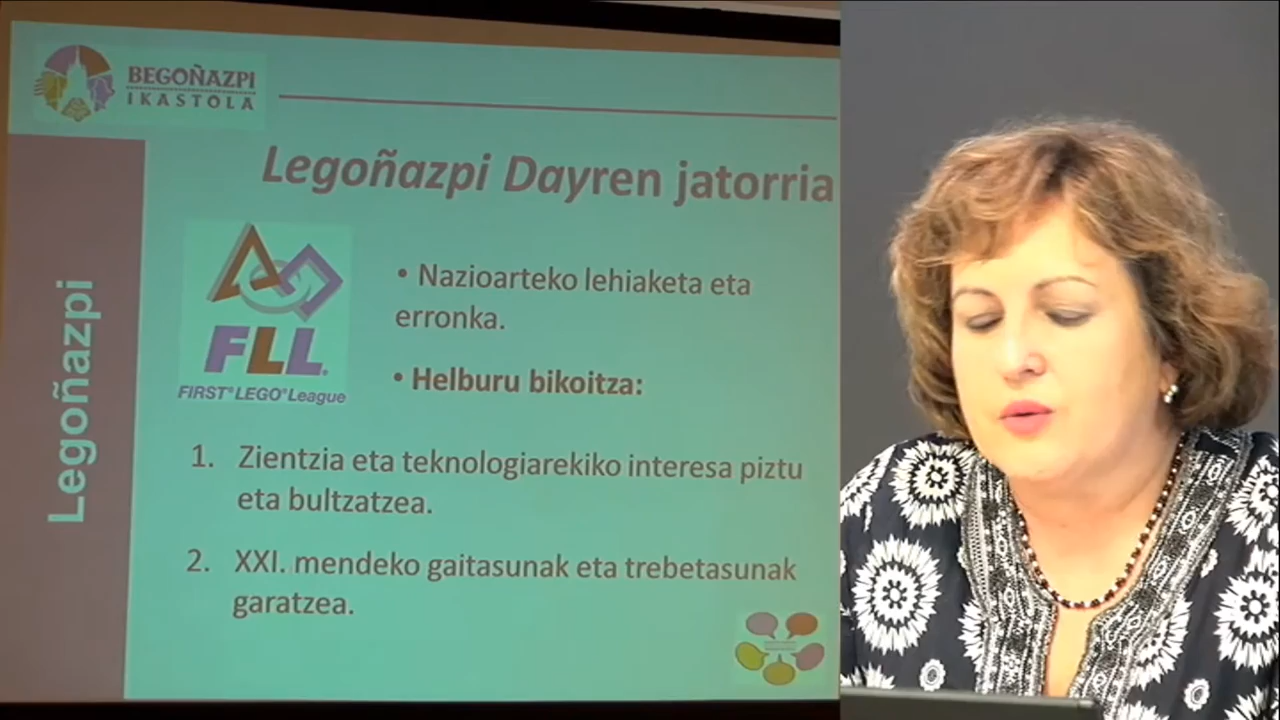 BEGOÑAZPI
IKASTOLA
Legoñazpi Dayren jatorria
Legoñazpi
FLL
FIRST LEGO League
• Nazioarteko lehiaketa eta
erronka.
• Helburu bikoitza:
1. Zientzia eta teknologiarekiko interesa piztu
eta bultzatzea.
2. XXI. mendeko gaitasunak eta trebetasunak
garatzea.